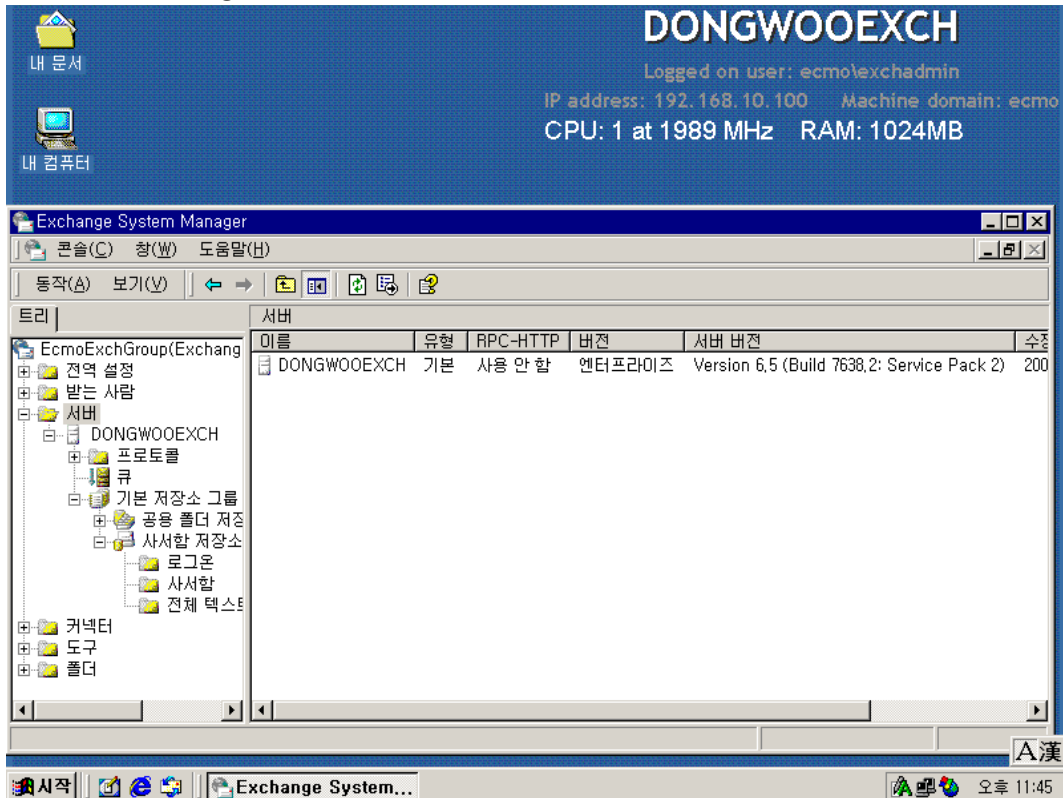 DONGWOOEXCH
내 문서
Logged on user: ecmo\exchadmin
IP address: 192.168.10.100 Machine domain: ecmo
CPU: 1 at 1989 MHz RAM: 1024MB
내 컴퓨터
Exchange System Manager
콘솔(C) 창(W) 도움말(H)
동작(A) 보기(V)
트리
서버
이름 유형 RPC-HTTP 버전 서버 버전 수정
DONGWOOEXCH 기본 사용 안 함 엔터프라이즈 Version 6,5 (Build 7638,2: Service Pack 2) 200
EcmoExchGroup(Exchang
전역 설정
받는 사람
서버
DONGWOOEXCH
프로토콜
큐
기본 저장소 그룹
공용 폴더 저장
사서함 저장소
로그온
사서함
전체 텍스트
커넥터
도구
폴더
A漢
시작 Exchange System... 오후 11:45